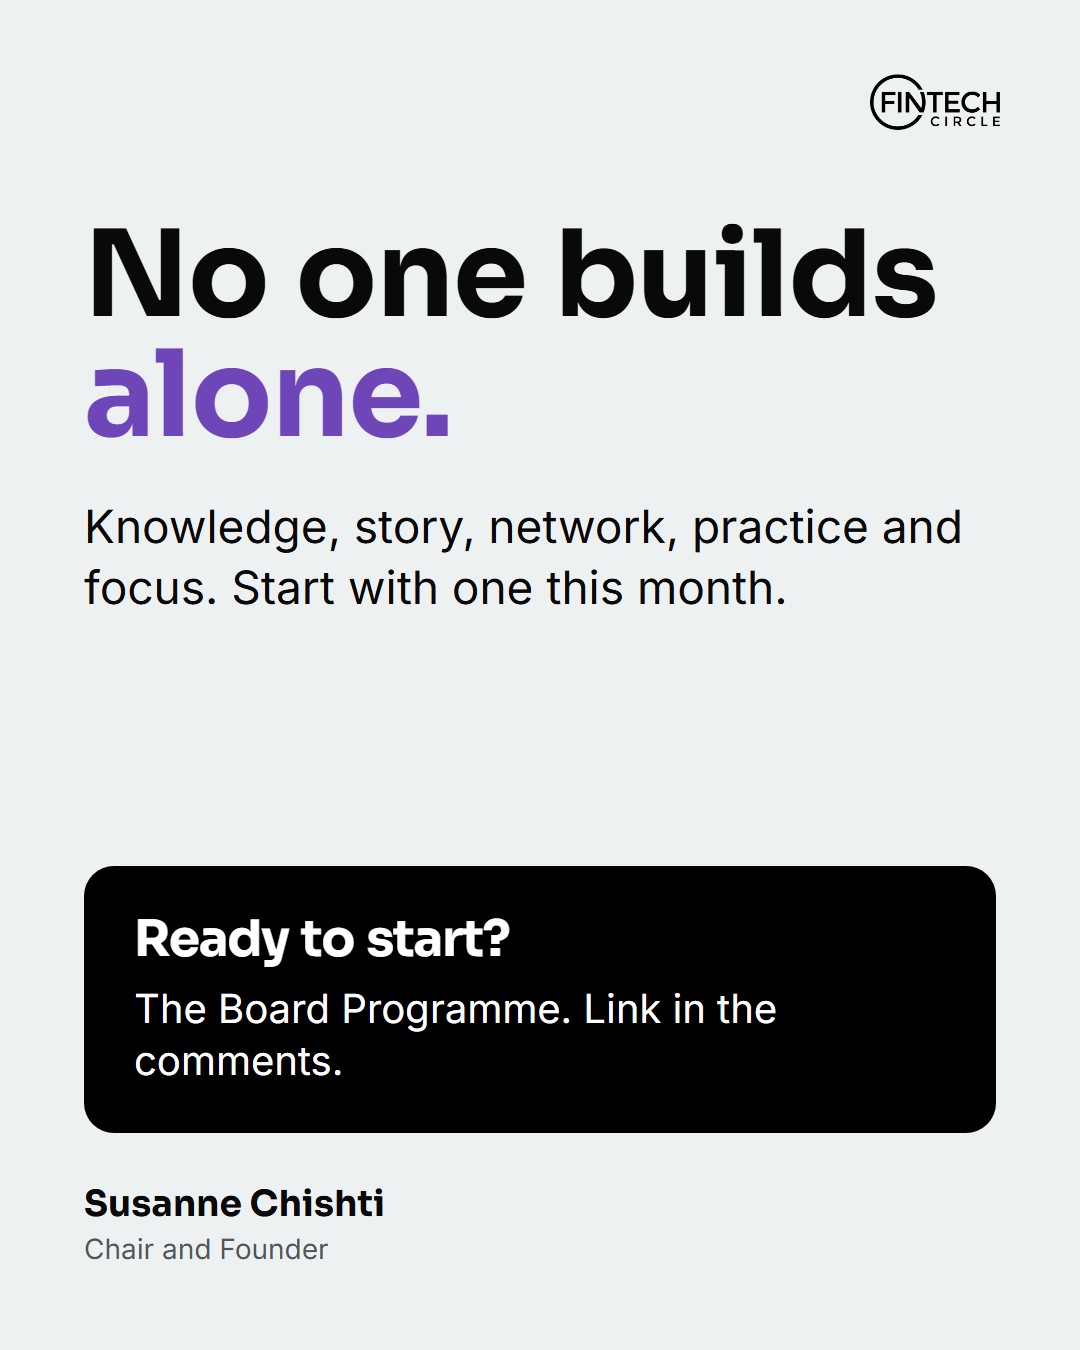 FINTECH
CIRCLE
No one builds
alone.
Knowledge, story, network, practice and
focus. Start with one this month.
Ready to start?
The Board Programme. Link in the
comments.
Susanne Chishti
Chair and Founder